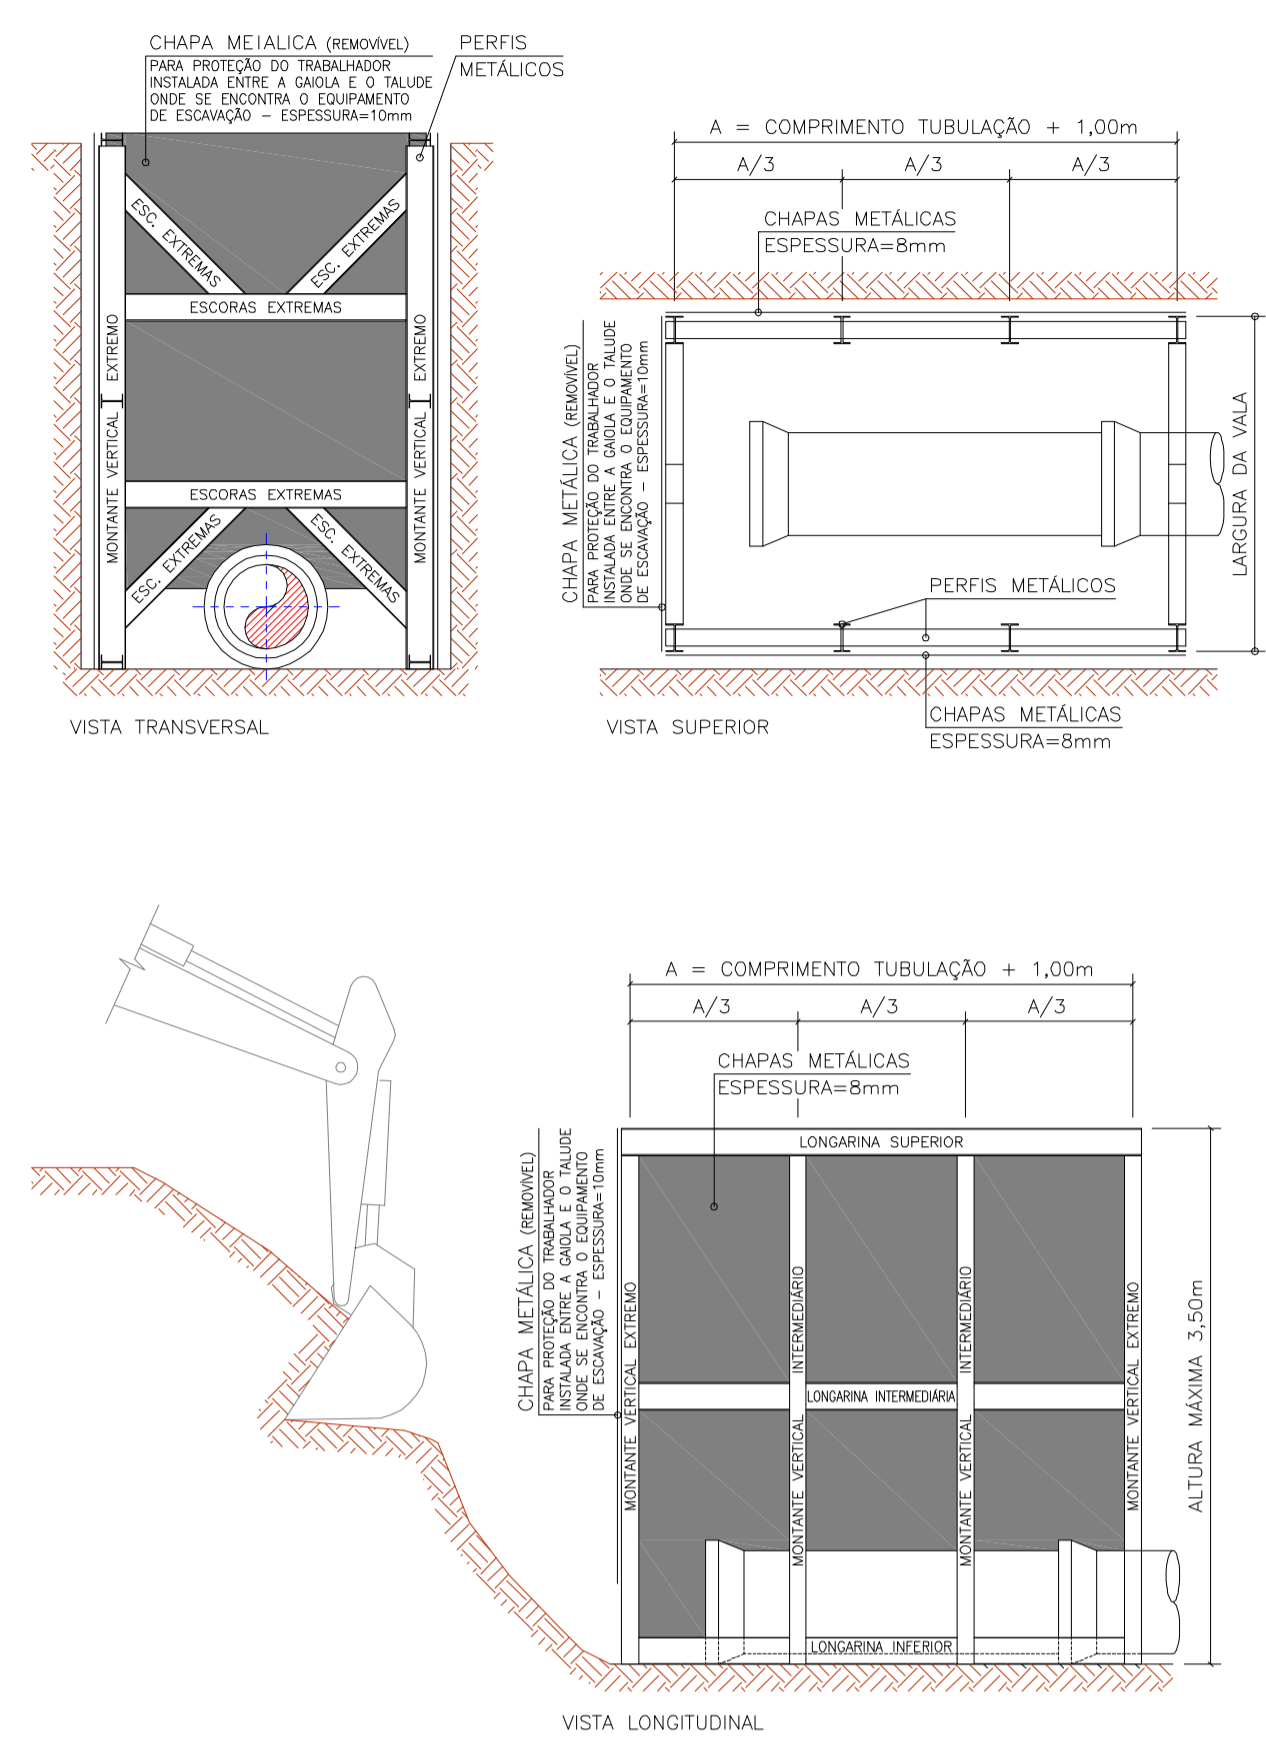 CHAPA MEIALICA (REMOVÍVEL)
PARA PROTEÇÃO DO TRABALHADOR
INSTALADA ENTRE A GAIOLA E O TALUDE
ONDE SE ENCONTRA O EQUIPAMENTO
DE ESCAVAÇÃO - ESPESSURA=10mm
PERFIS
METÁLICOS
ESC. EXTREMAS
ESC. EXTREMAS
ESCORAS EXTREMAS
MONTANTE VERTICAL EXTREMO
MONTANTE VERTICAL EXTREMO
ESCORAS EXTREMAS
ESC. EXTREMAS
ESC. EXTREMAS
VISTA TRANSVERSAL
A = COMPRIMENTO TUBULAÇÃO + 1,00m
A/3
A/3
A/3
CHAPAS METÁLICAS
ESPESSURA=8mm
CHAPA METÁLICA (REMOVÍVEL)
PARA PROTEÇÃO DO TRABALHADOR
INSTALADA ENTRE A GAIOLA E O TALUDE
ONDE SE ENCONTRA O EQUIPAMENTO
DE ESCAVAÇÃO - ESPESSURA=10mm
LARGURA DA VALA
PERFIS METÁLICOS
CHAPAS METÁLICAS
ESPESSURA=8mm
VISTA SUPERIOR
A = COMPRIMENTO TUBULAÇÃO + 1,00m
A/3
A/3
A/3
CHAPAS METÁLICAS
ESPESSURA=8mm
CHAPA METÁLICA (REMOVÍVEL)
PARA PROTEÇÃO DO TRABALHADOR
INSTALADA ENTRE A GAIOLA E O TALUDE
ONDE SE ENCONTRA O EQUIPAMENTO
DE ESCAVAÇÃO - ESPESSURA=10mm
LONGARINA SUPERIOR
MONTANTE VERTICAL EXTREMO
MONTANTE VERTICAL INTERMEDIÁRIO
MONTANTE VERTICAL INTERMEDIÁRIO
MONTANTE VERTICAL EXTREMO
LONGARINA INTERMEDIÁRIA
LONGARINA INFERIOR
ALTURA MÁXIMA 3,50m
VISTA LONGITUDINAL